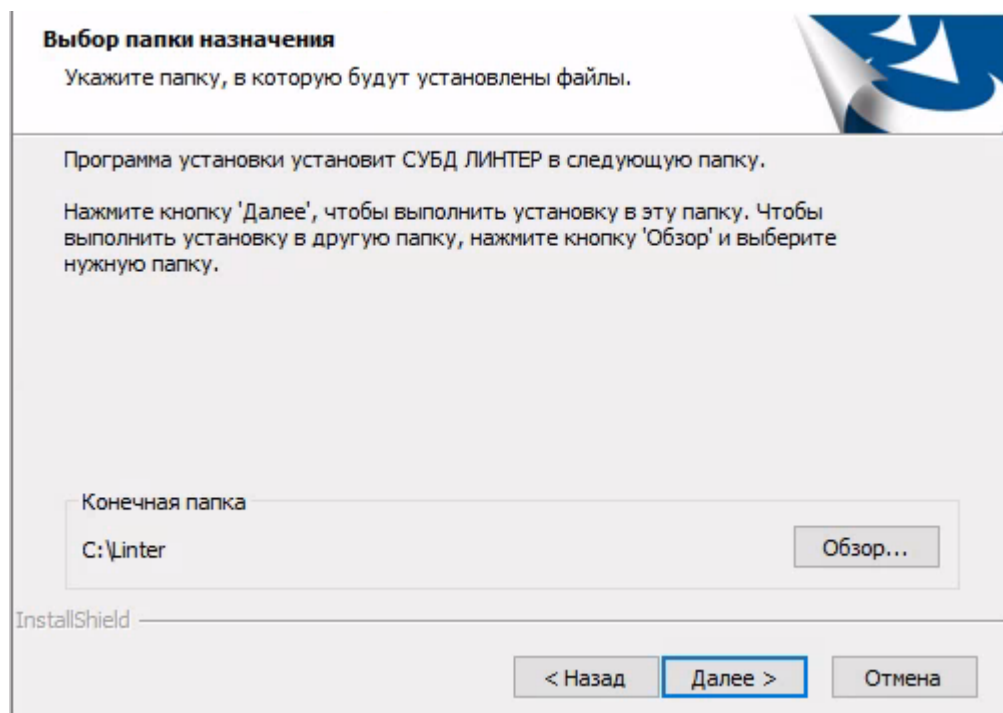 Выбор папки назначения
Укажите папку, в которую будут установлены файлы.
Программа установки установит СУБД ЛИНТЕР в следующую папку.
Нажмите кнопку 'Далее', чтобы выполнить установку в эту папку. Чтобы
выполнить установку в другую папку, нажмите кнопку 'Обзор' и выберите
нужную папку.
Конечная папка
C:\Linter
Обзор...
InstallShield
< Назад
Далее >
Отмена